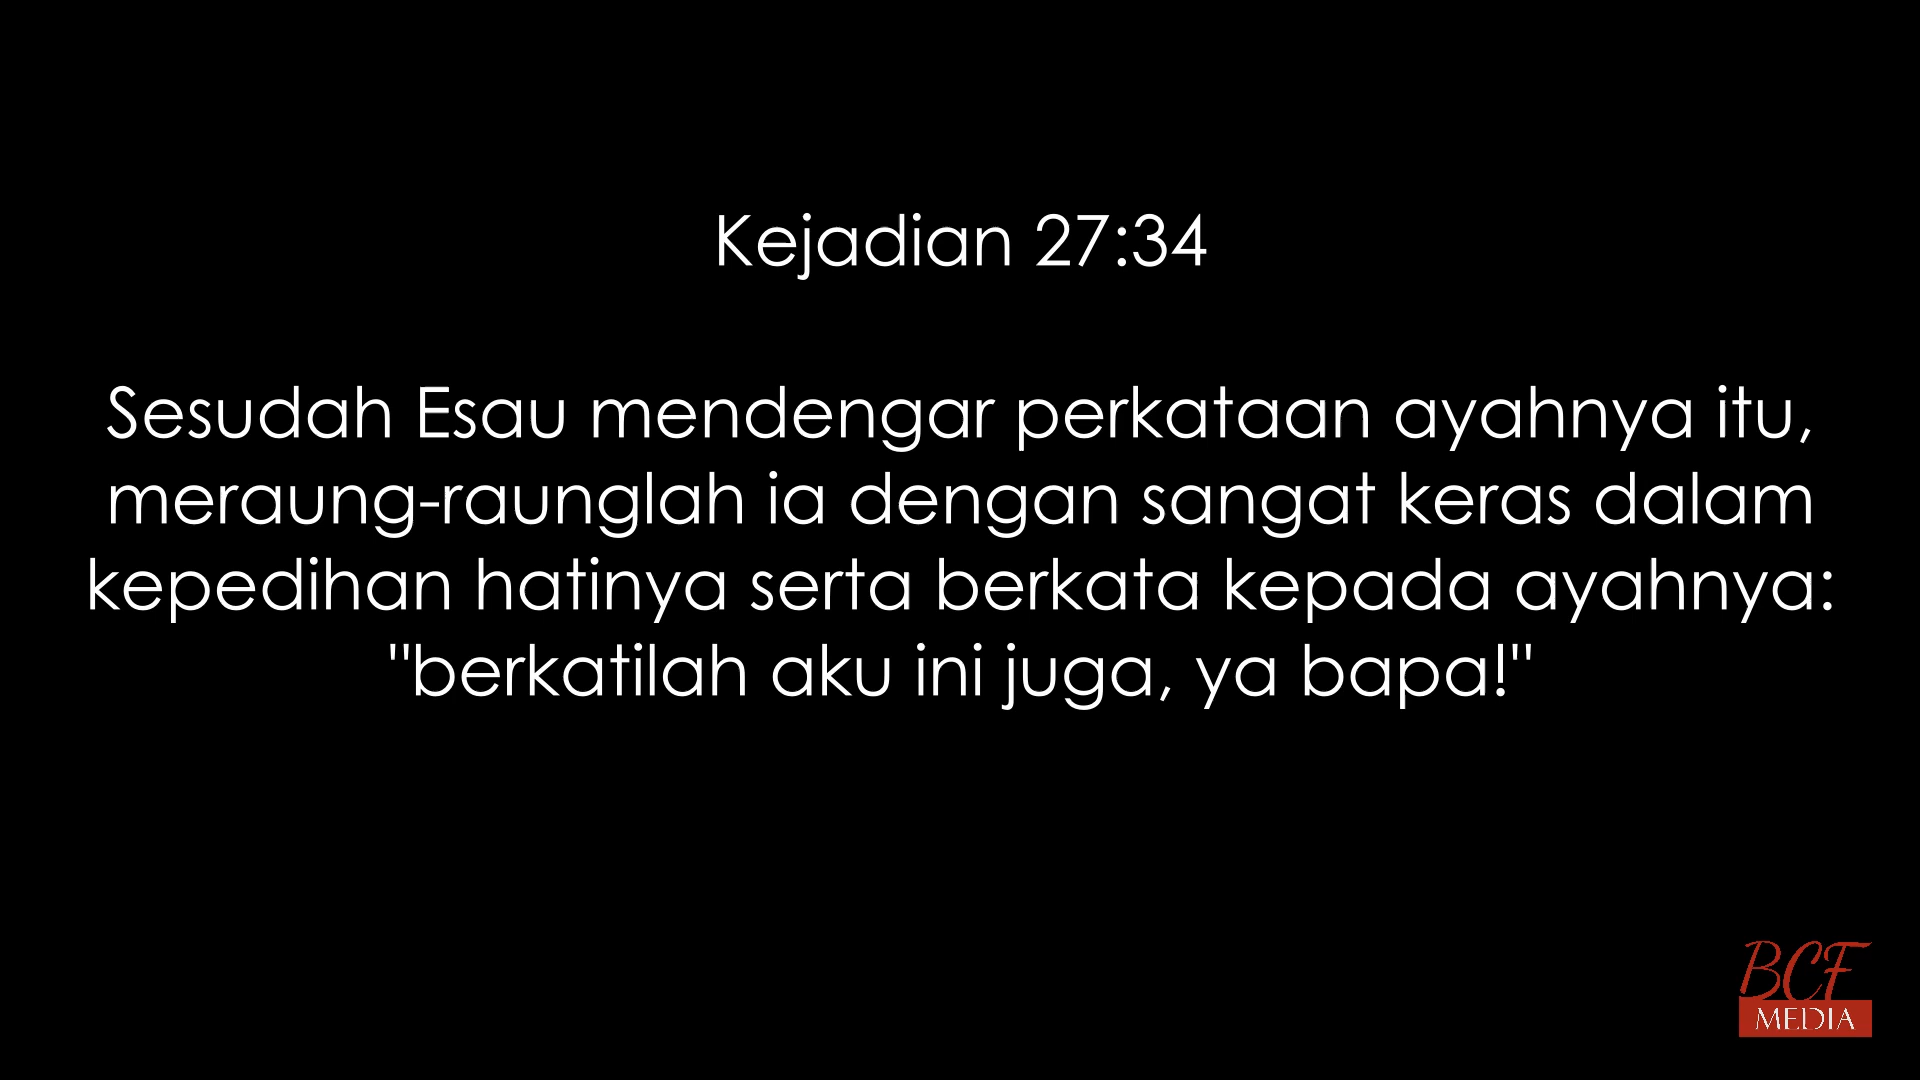 Kejadian 27:34
Sesudah Esau mendengar perkataan ayahnya itu,
meraung-raunglah ia dengan sangat keras dalam
kepedihan hatinya serta berkata kepada ayahnya:
"berkatilah aku ini juga, ya bapa!"
BCF
MEDIA